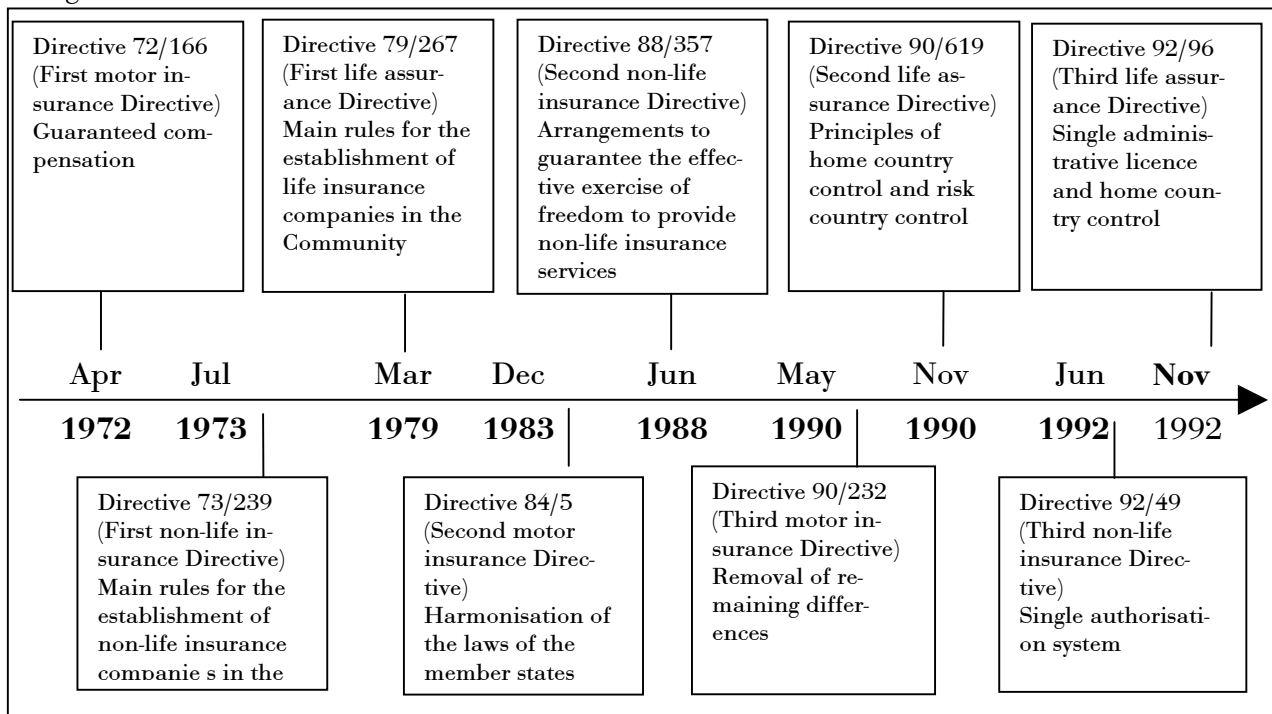 Directive 72/166
(First motor in-
surance Directive)
Guaranteed com-
pensation
Directive 79/267
(First life assur-
ance Directive)
Main rules for the
establishment of
life insurance
companies in the
Community
Directive 88/357
(Second non-life
insurance Directive)
Arrangements to
guarantee the effec-
tive exercise of
freedom to provide
non-life insurance
services
Directive 90/619
(Second life as-
surance Directive)
Principles of
home country
control and risk
country control
Directive 92/96
(Third life assur-
ance Directive)
Single adminis-
trative licence
and home coun-
try control
Apr Jul Mar Dec Jun May Nov Jun Nov
1972 1973 1979 1983 1988 1990 1990 1992 1992
Directive 73/239
(First non-life in-
surance Directive)
Main rules for the
establishment of
non-life insurance
companie s in the
Directive 84/5
(Second motor
insurance Direc-
tive)
Harmonisation of
the laws of the
member states
Directive 90/232
(Third motor in-
surance Directive)
Removal of re-
maining differ-
ences
Directive 92/49
(Third non-life
insurance Direc-
tive)
Single authorisati-
on system